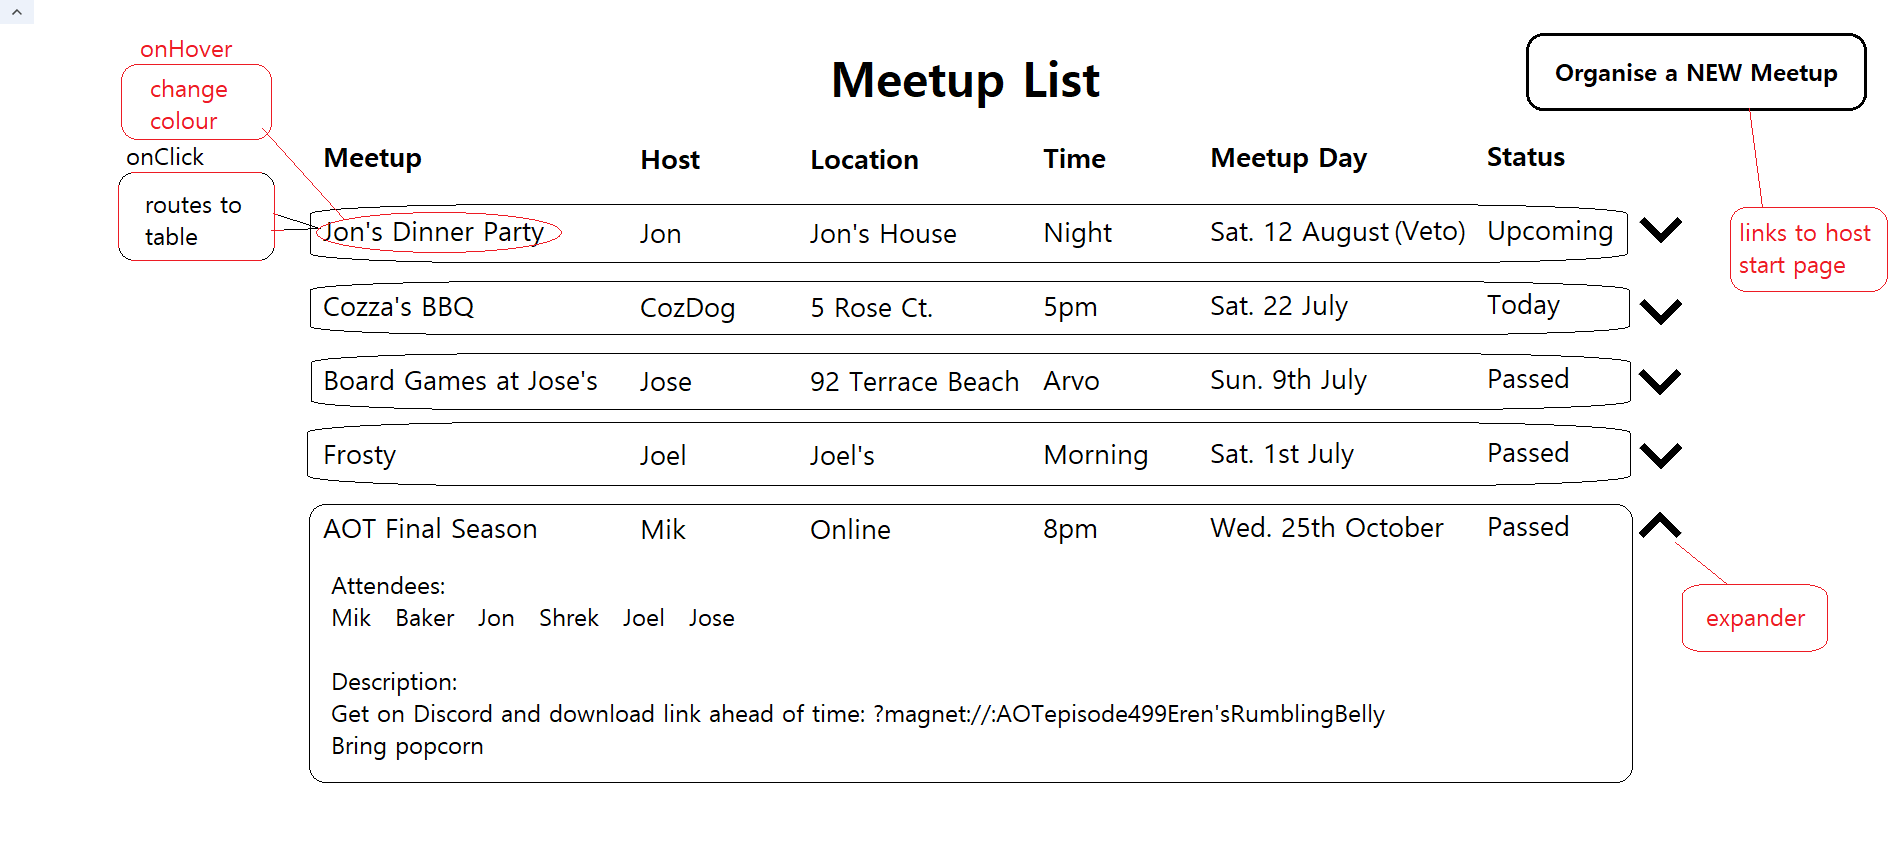 onHover
change
colour
onClick
routes to
table
Meetup List
Organise a NEW Meetup
links to host
start page
Meetup Host Location Time Meetup Day Status
Jon's Dinner Party Jon Jon's House Night Sat. 12 August (Veto) Upcoming
Cozza's BBQ CozDog 5 Rose Ct. 5pm Sat. 22 July Today
Board Games at Jose's Jose 92 Terrace Beach Arvo Sun. 9th July Passed
Frosty Joel Joel's Morning Sat. 1st July Passed
AOT Final Season Mik Online 8pm Wed. 25th October Passed
Attendees:
Mik Baker Jon Shrek Joel Jose
Description:
Get on Discord and download link ahead of time: ?magnet://:AOTepisode499Eren'sRumblingBelly
Bring popcorn
expander